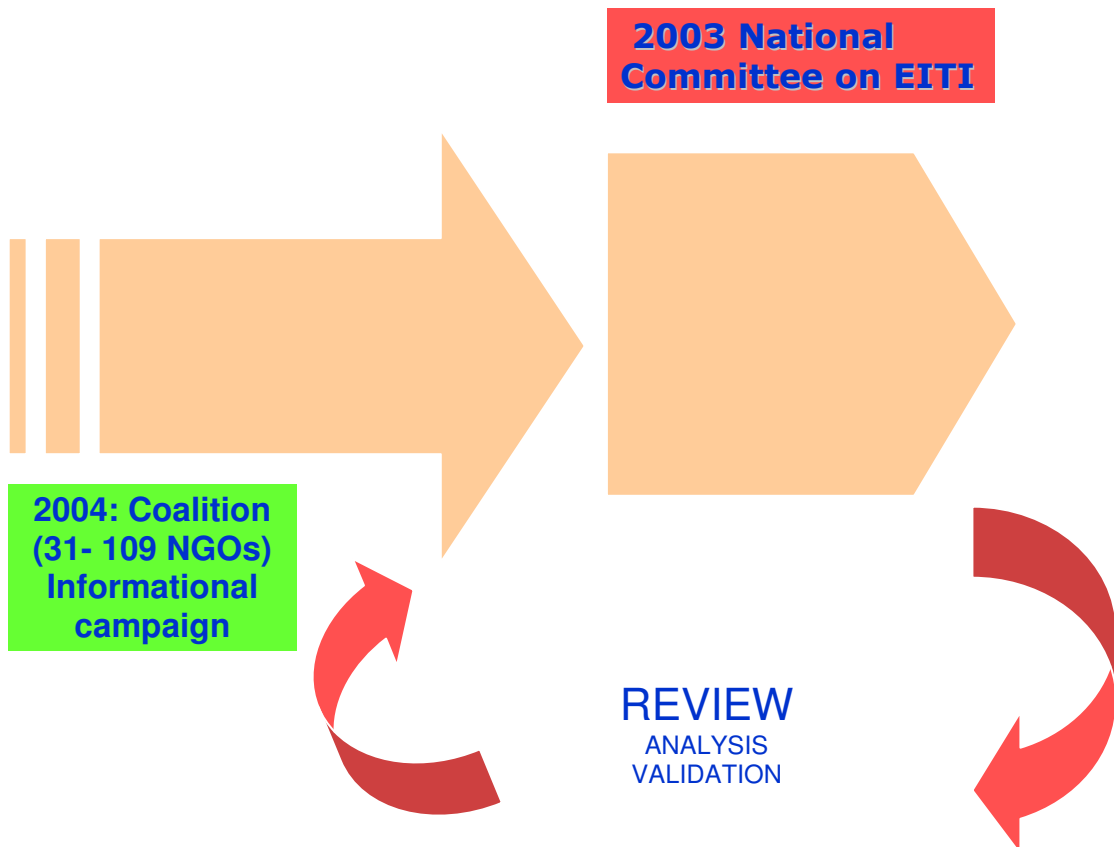 2003 National
Committee on EITI
2004: Coalition
(31- 109 NGOs)
Informational
campaign
REVIEW
ANALYSIS
VALIDATION